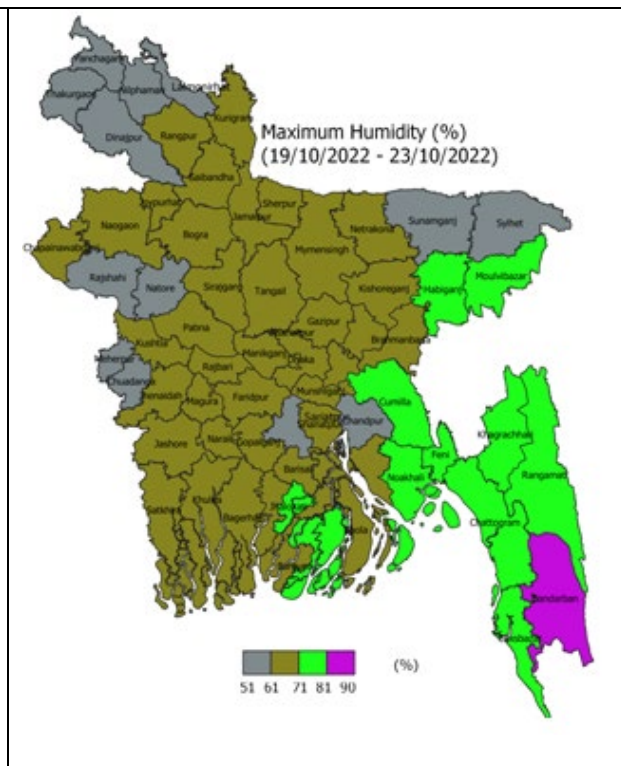 Panchagarh
Thakurgaon
Nilphamari
Lalmonirhat
Dinajpur
Rangpur
Kurigram
Maximum Humidity (%)
(19/10/2022 - 23/10/2022)
Gaibandha
Joypurhat
Sherpur
Jamalpur
Naogaon
Bogra
Netrakona
Sunamganj
Sylhet
Chapainawabganj
Mymensingh
Rajshahi
Natore
Sirajganj
Tangail
Kishoreganj
Habiganj
Moulvibazar
Pabna
Gazipur
Kushtia
Manikganj
Dhaka
Brahmanbaria
Meherpur
Chuadanga
Rajbari
Jhenaidah
Magura
Faridpur
Munshiganj
Cumilla
Chandpur
Jashore
Narail
Gopalganj
Barisal
Noakhali
Feni
Khagrachhari
Rangamati
Satkhira
Khulna
Bagerhat
Bhola
Chattogram
Bandarban
51 61 71 81 90
(%)